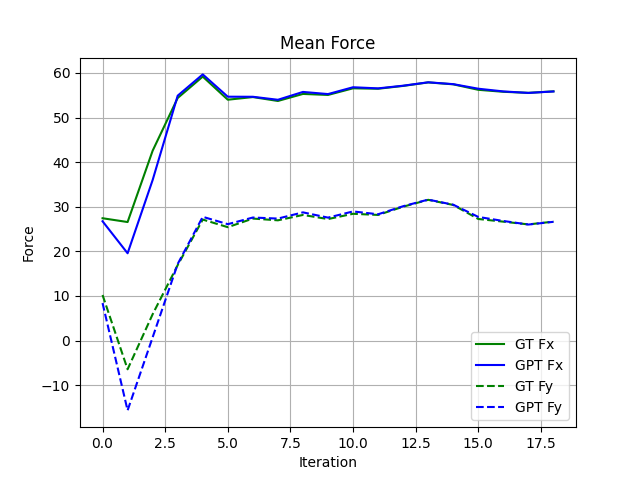 Mean Force
60
50
40
30
20
10
0
−10
Force
0.0 2.5 5.0 7.5 10.0 12.5 15.0 17.5
Iteration
GT Fx
GPT Fx
GT Fy
GPT Fy